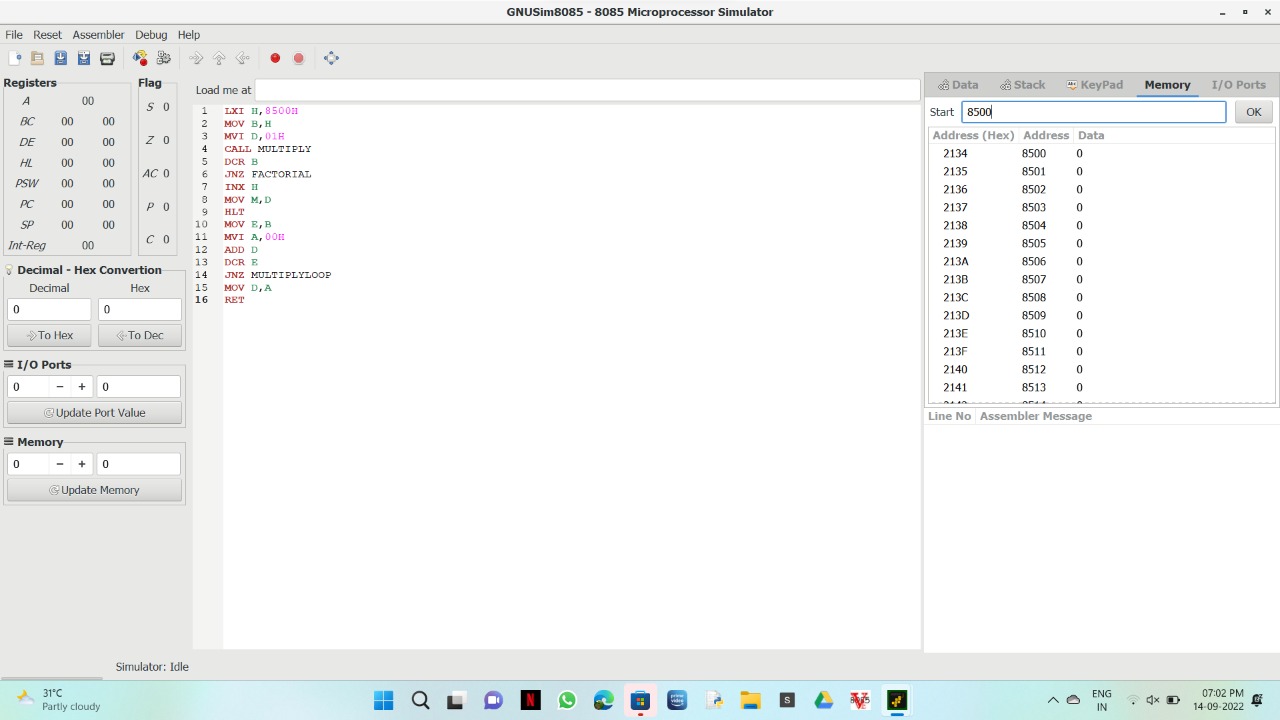 GNUSim8085 - 8085 Microprocessor Simulator
File Reset Assembler Debug Help
Registers
A 00
BC 00 00
DE 00 00
HL 00 00
PSW 00 00
PC 00 00
SP 00 00
Int-Reg 00
Flag
S 0
Z 0
AC 0
P 0
C 0
Decimal - Hex Convertion
Decimal Hex
0 0
To Hex To Dec
I/O Ports
0 − + 0
Update Port Value
Memory
0 − + 0
Update Memory
Load me at
1 LXI H,8500H
2 MOV B,H
3 MVI D,01H
4 CALL MULTIPLY
5 DCR B
6 JNZ FACTORIAL
7 INX H
8 MOV M,D
9 HLT
10 MOV E,B
11 MVI A,00H
12 ADD D
13 DCR E
14 JNZ MULTIPLYLOOP
15 MOV D,A
16 RET
Data Stack KeyPad Memory I/O Ports
Start 8500 OK
Address (Hex) Address Data
2134 8500 0
2135 8501 0
2136 8502 0
2137 8503 0
2138 8504 0
2139 8505 0
213A 8506 0
213B 8507 0
213C 8508 0
213D 8509 0
213E 8510 0
213F 8511 0
2140 8512 0
2141 8513 0
Line No Assembler Message
Simulator: Idle
31°C
Partly cloudy
ENG
IN
07:02 PM
14-09-2022